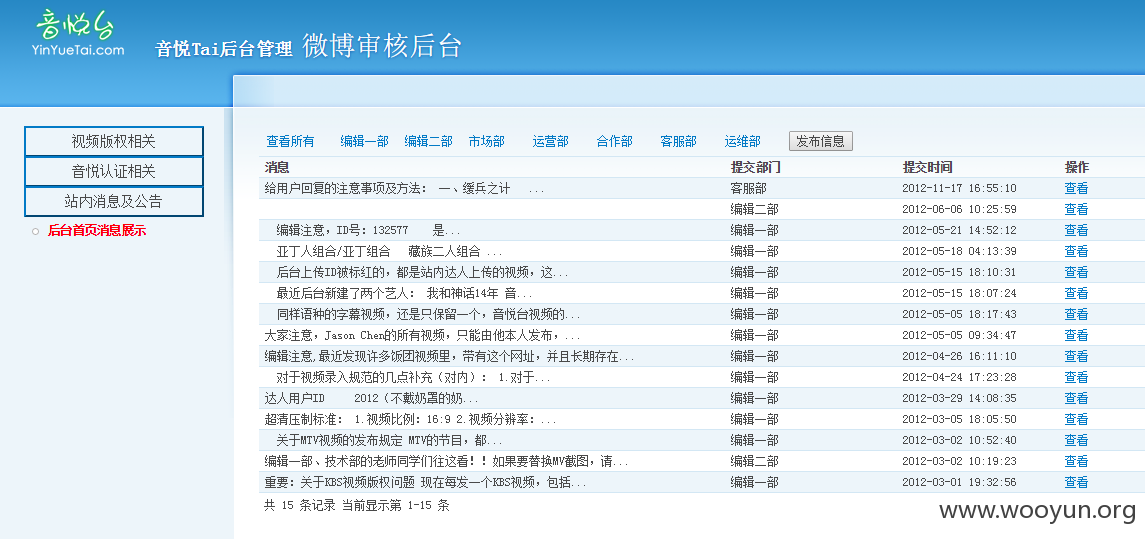 音悦台
YinYueTai.com
音悦Tai后台管理 微博审核后台
视频版权相关
音悦认证相关
站内消息及公告
后台首页消息展示
查看所有 编辑一部 编辑二部 市场部 运营部 合作部 客服部 运维部 发布信息
消息 提交部门 提交时间 操作
给用户回复的注意事项及方法： 一、缓兵之计 ... 客服部 2012-11-17 16:55:10 查看
编辑二部 2012-06-06 10:25:59 查看
编辑注意，ID号：132577 是... 编辑一部 2012-05-21 14:52:12 查看
亚丁人组合/亚丁组合 藏族二人组合 ... 编辑一部 2012-05-18 04:13:39 查看
后台上传ID被标红的，都是站内达人上传的视频，这... 编辑一部 2012-05-15 18:10:31 查看
最近后台新建了两个艺人： 我和神话14年 音... 编辑一部 2012-05-15 18:07:24 查看
同样语种的字幕视频，还是只保留一个，音悦台视频的... 编辑一部 2012-05-05 18:17:43 查看
大家注意，Jason Chen的所有视频，只能由他本人发布，... 编辑一部 2012-05-05 09:34:47 查看
编辑注意,最近发现许多饭团视频里，带有这个网址，并且长期存在... 编辑一部 2012-04-26 16:11:10 查看
对于视频录入规范的几点补充（对内）： 1.对于... 编辑一部 2012-04-24 17:23:28 查看
达人用户ID 2012（不戴奶罩的奶... 编辑一部 2012-03-29 14:08:35 查看
超清压制标准： 1.视频比例：16:9 2.视频分辨率：... 编辑一部 2012-03-05 18:05:50 查看
关于MTV视频的发布规定 MTV的节目，都... 编辑一部 2012-03-02 10:52:40 查看
编辑一部、技术部的老师同学们往这看！！如果要替换MV截图，请... 编辑二部 2012-03-02 10:19:23 查看
重要：关于KBS视频版权问题 现在每发一个KBS视频，包括... 编辑一部 2012-03-01 19:32:56 查看
共 15 条记录 当前显示第 1-15 条
www.wooyun.org